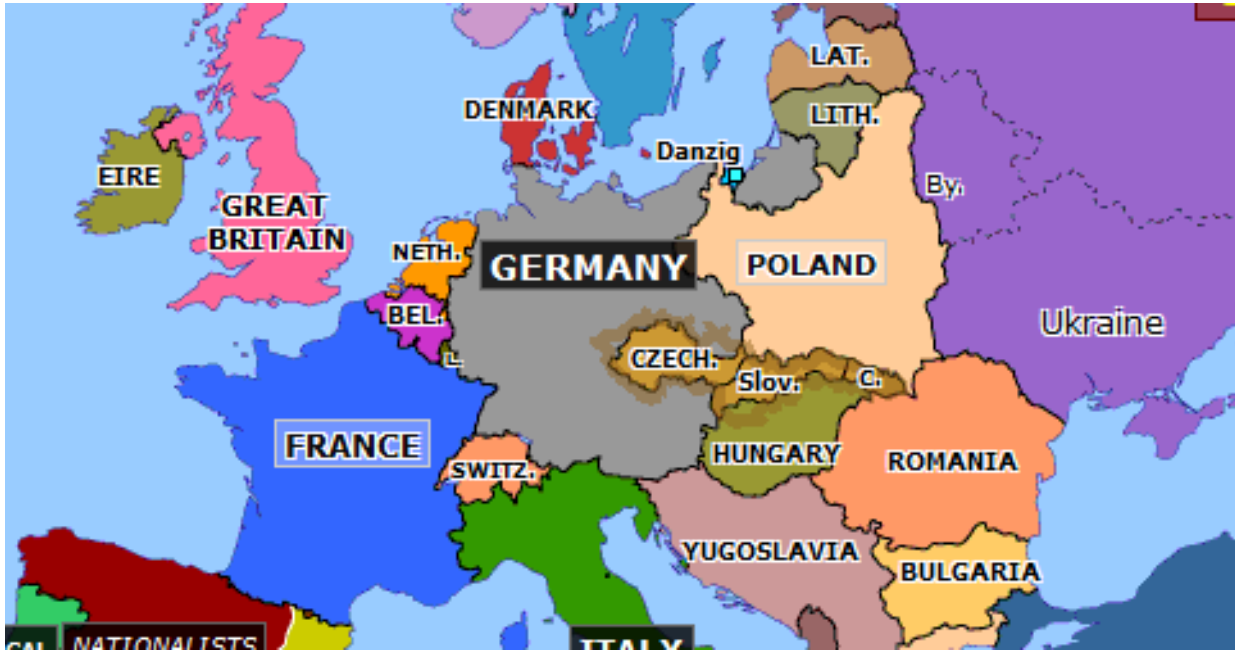 LAT.
DENMARK
LITH.
Danzig
EIRE
By.
GREAT
BRITAIN
NETH.
GERMANY
POLAND
BEL.
Ukraine
L.
CZECH.
Slov.
C.
FRANCE
HUNGARY
SWITZ.
ROMANIA
YUGOSLAVIA
BULGARIA
NATIONALISTS
ITALY